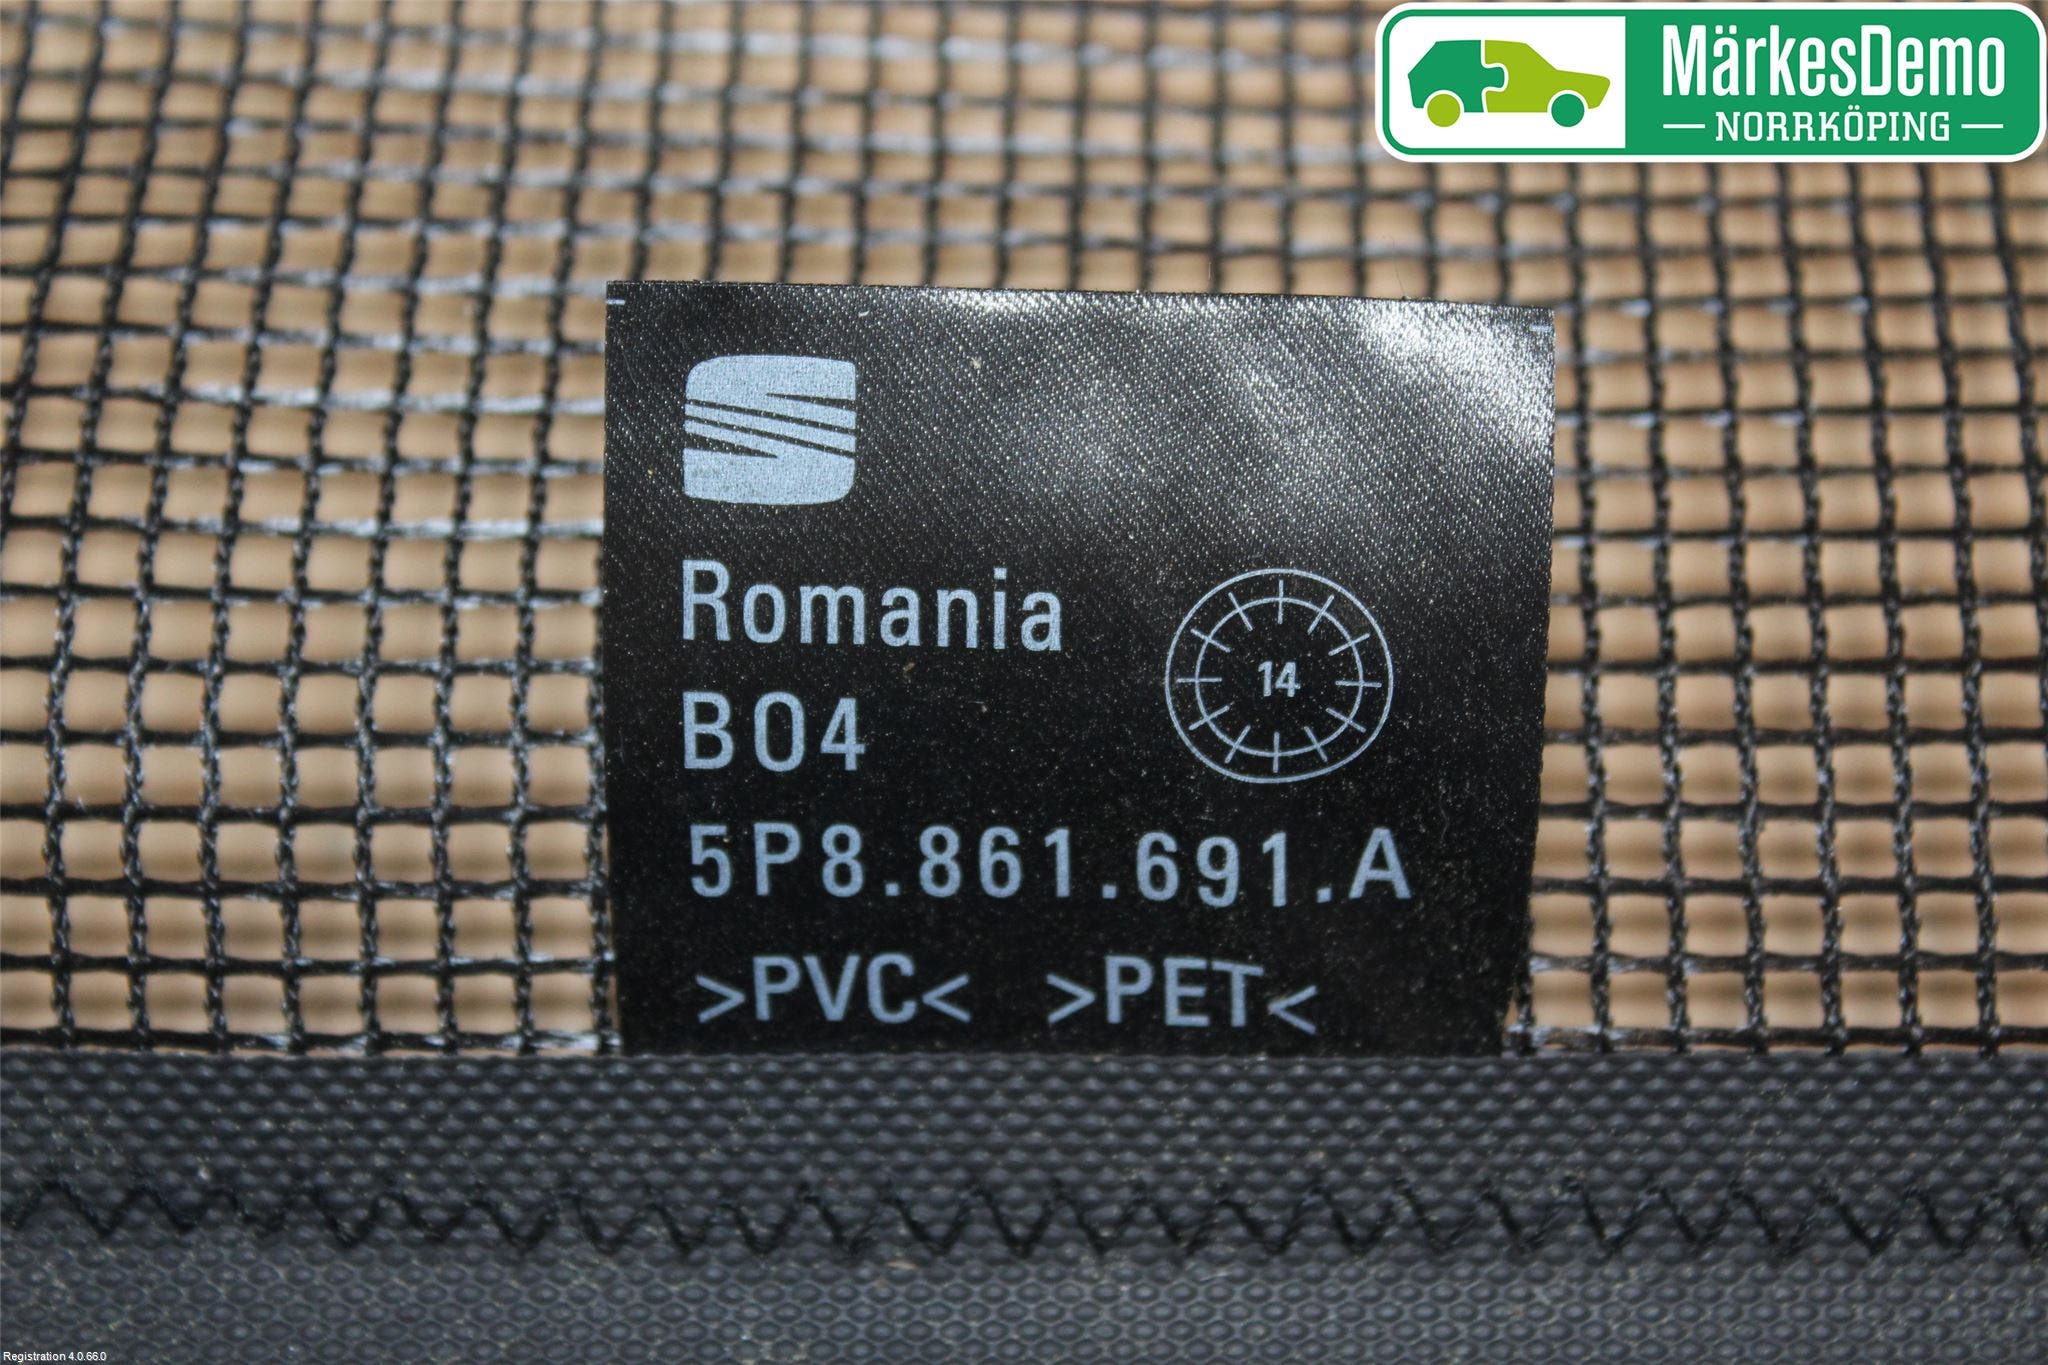 MärkesDemo
NORRKÖPING
Romania
B04
14
5P8.861.691.A
>PVC< >PET<
Registration 4.0.66.0